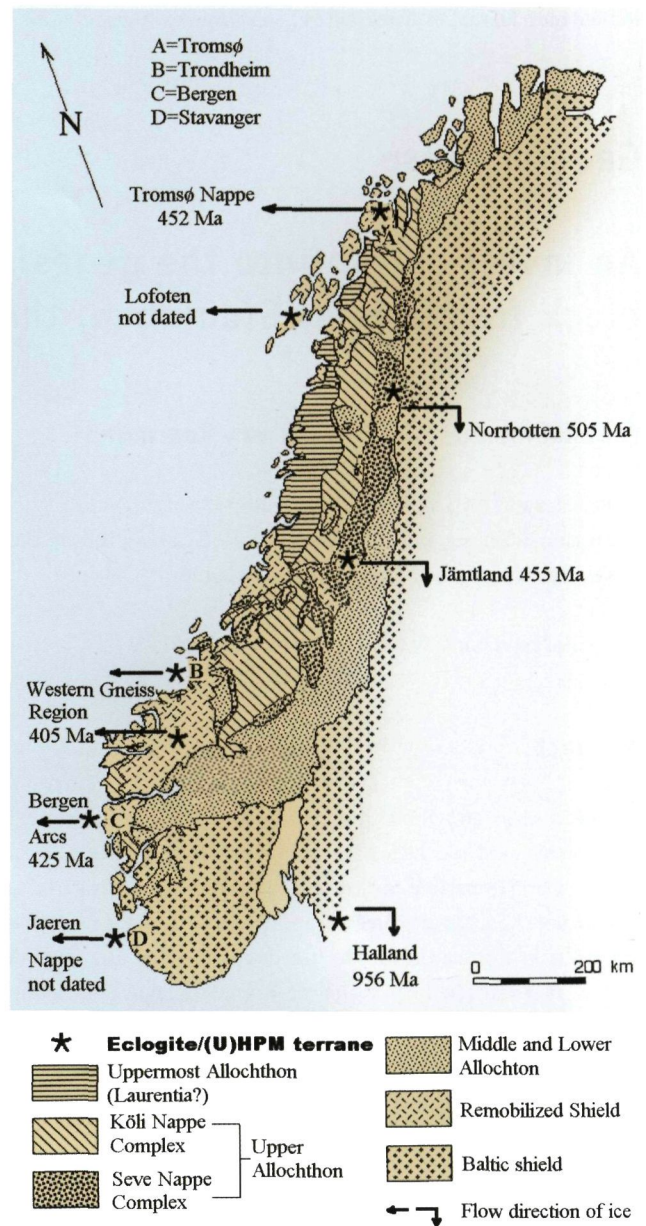 A=Tromsø
B=Trondheim
C=Bergen
D=Stavanger
N
Tromsø Nappe
452 Ma
A
Lofoten
not dated
Norrbotten 505 Ma
Jämtland 455 Ma
B
Western Gneiss
Region
405 Ma
Bergen
Arcs
425 Ma
C
Jaeren
Nappe
not dated
D
Halland
956 Ma
0 200 km
Eclogite/(U)HPM terrane
Uppermost Allochthon
(Laurentia?)
Köli Nappe
Complex
Seve Nappe
Complex
Upper
Allochthon
Middle and Lower
Allochton
Remobilized Shield
Baltic shield
Flow direction of ice